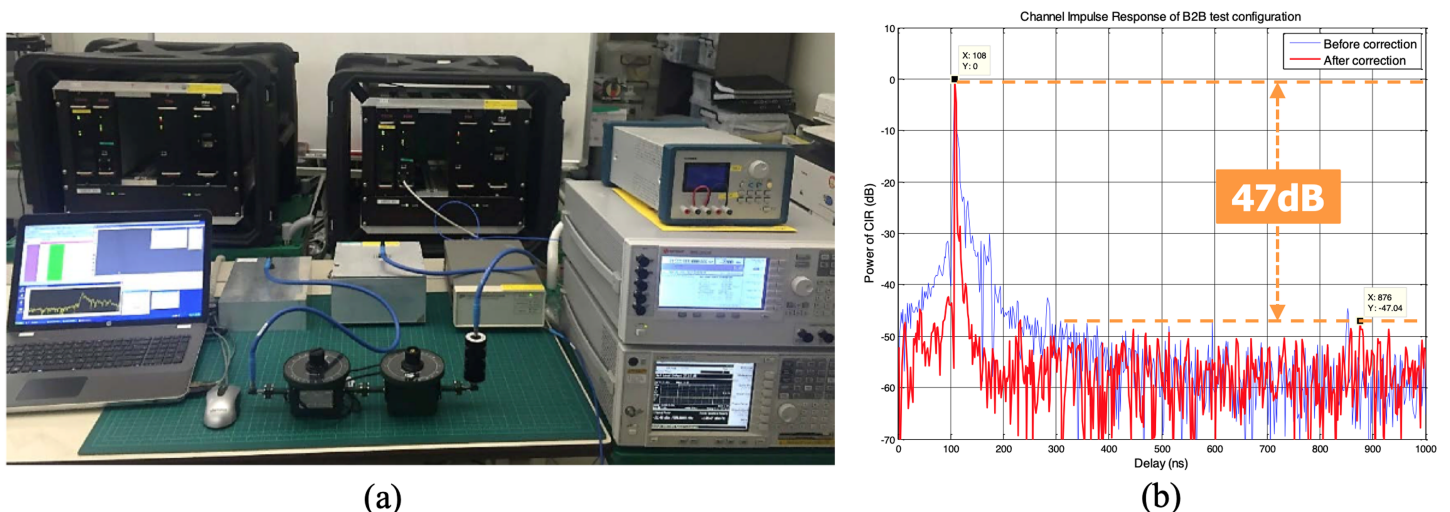 Channel Impulse Response of B2B test configuration
Before correction
After correction
X: 108
Y: 0
47dB
X: 876
Y: -47.04
Power of CIR (dB)
10
0
-10
-20
-30
-40
-50
-60
-70
0 100 200 300 400 500 600 700 800 900 1000
Delay (ns)
(a)
(b)